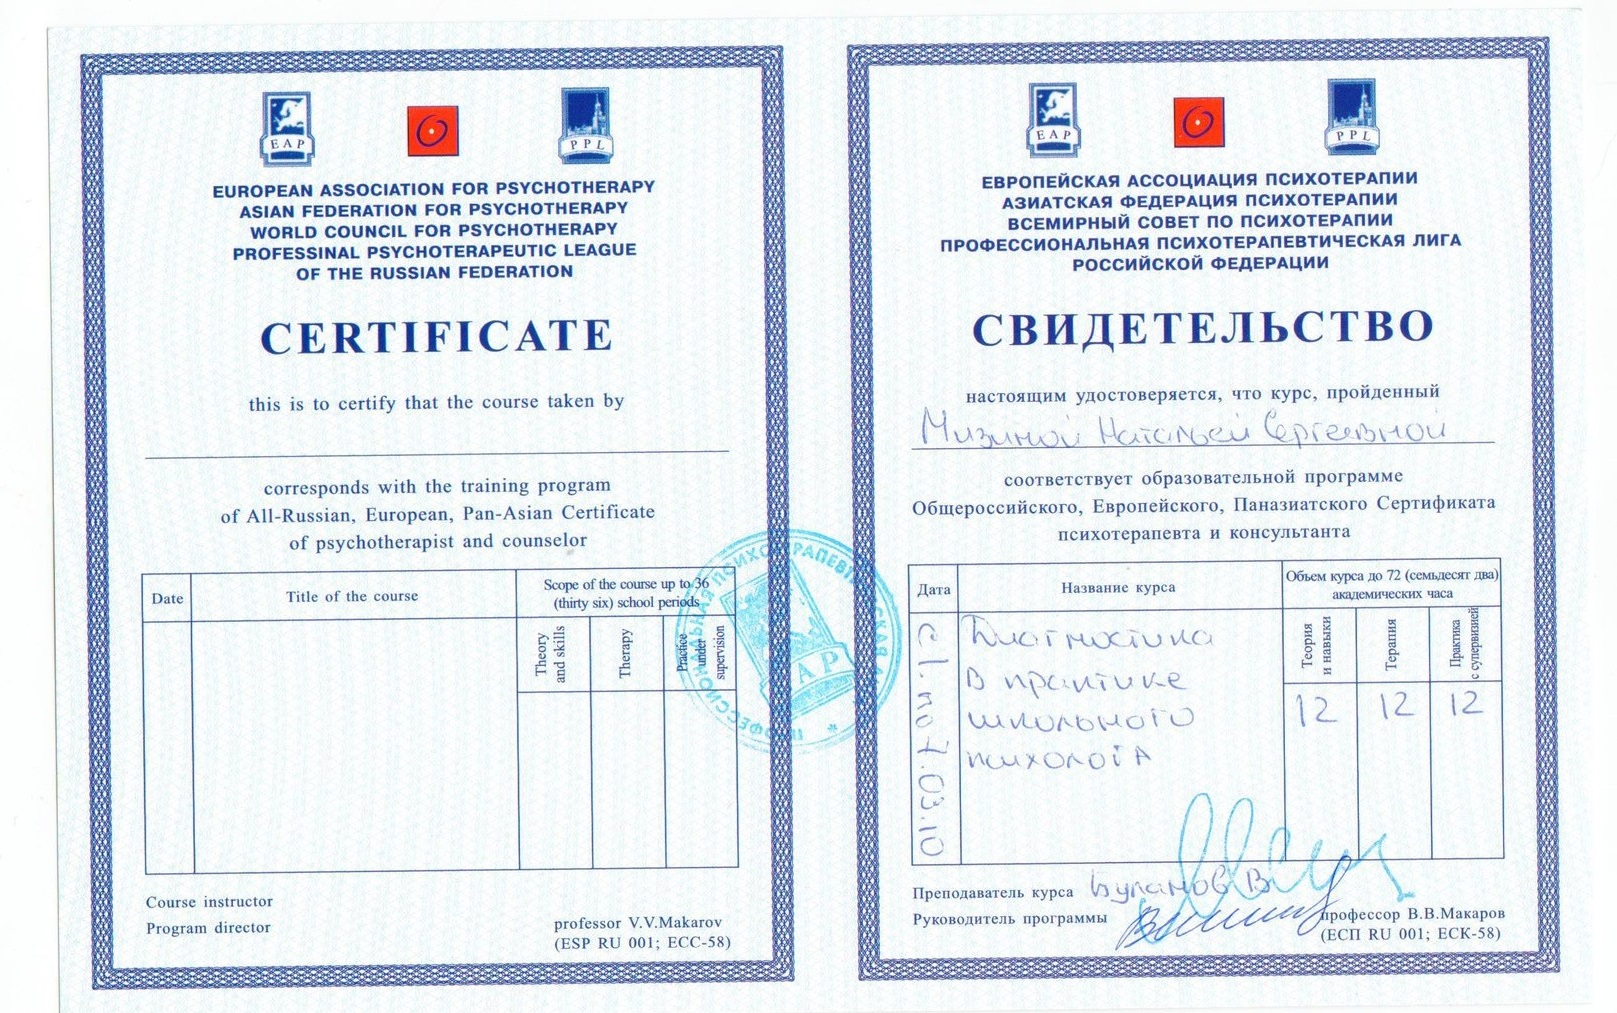 EAP
PPL
EUROPEAN ASSOCIATION FOR PSYCHOTHERAPY
ASIAN FEDERATION FOR PSYCHOTHERAPY
WORLD COUNCIL FOR PSYCHOTHERAPY
PROFESSINAL PSYCHOTERAPEUTIC LEAGUE
OF THE RUSSIAN FEDERATION
CERTIFICATE
this is to certify that the course taken by
corresponds with the training program
of All-Russian, European, Pan-Asian Certificate
of psychotherapist and counselor
Date
Title of the course
Scope of the course up to 36
(thirty six) school periods
Theory
and skills
Therapy
Practice
under
supervision
Course instructor
Program director
professor V.V.Makarov
(ESP RU 001; ECC-58)
EAP
PPL
ЕВРОПЕЙСКАЯ АССОЦИАЦИЯ ПСИХОТЕРАПИИ
АЗИАТСКАЯ ФЕДЕРАЦИЯ ПСИХОТЕРАПИИ
ВСЕМИРНЫЙ СОВЕТ ПО ПСИХОТЕРАПИИ
ПРОФЕССИОНАЛЬНАЯ ПСИХОТЕРАПЕВТИЧЕСКАЯ ЛИГА
РОССИЙСКОЙ ФЕДЕРАЦИИ
СВИДЕТЕЛЬСТВО
настоящим удостоверяется, что курс, пройденный
Мизиной Натальей Сергеевной
соответствует образовательной программе
Общероссийского, Европейского, Паназиатского Сертификата
психотерапевта и консультанта
Дата
Название курса
Объем курса до 72 (семьдесят два)
академических часа
Теория
и навыки
Терапия
Практика
с супервизией
с 1. по 7.03.10
Диагностика
в практике
школьного
психолога
12
12
12
Преподаватель курса Буланов В
Руководитель программы
профессор В.В.Макаров
(ЕСП RU 001; ЕСК-58)